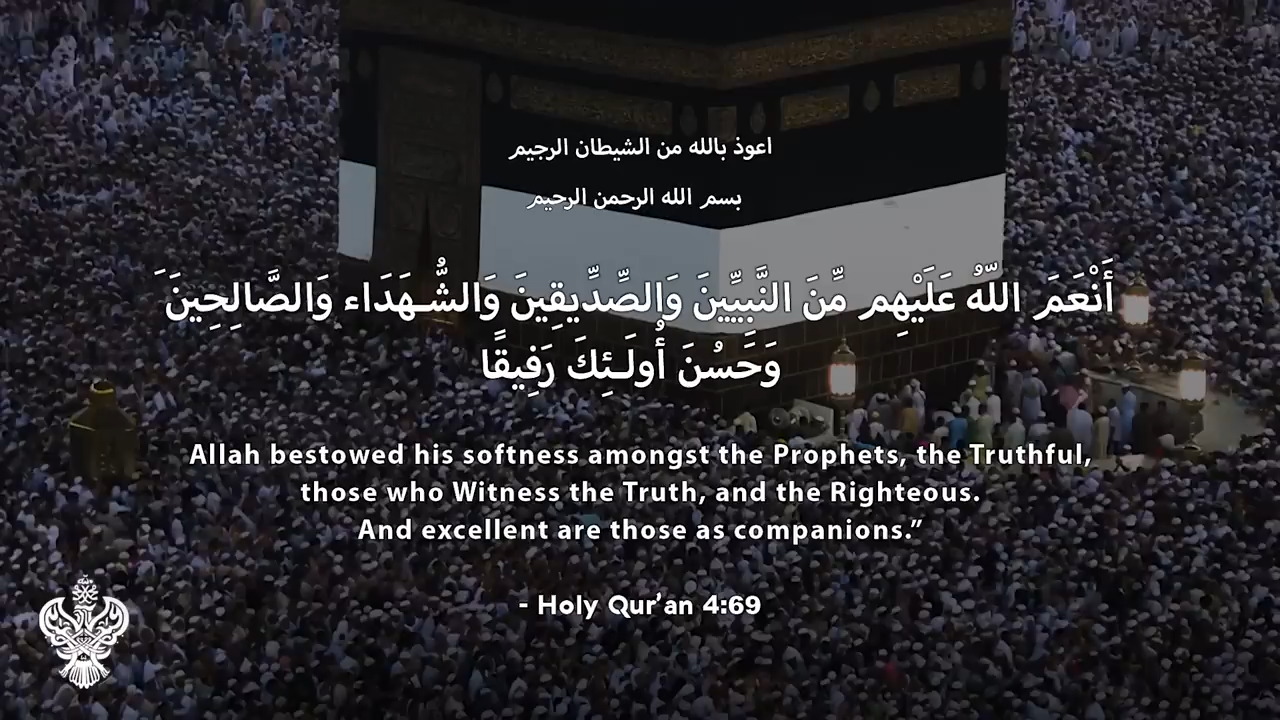 اعوذ بالله من الشيطان الرجيم
بسم الله الرحمن الرحيم
أَنْعَمَ اللّهُ عَلَيْهِم مِّنَ النَّبِيِّينَ وَالصِّدِّيقِينَ وَالشُّهَدَاء وَالصَّالِحِينَ َ
وَحَسُنَ أُولَـئِكَ رَفِيقًا
Allah bestowed his softness amongst the Prophets, the Truthful,
those who Witness the Truth, and the Righteous.
And excellent are those as companions.”
- Holy Qur’an 4:69